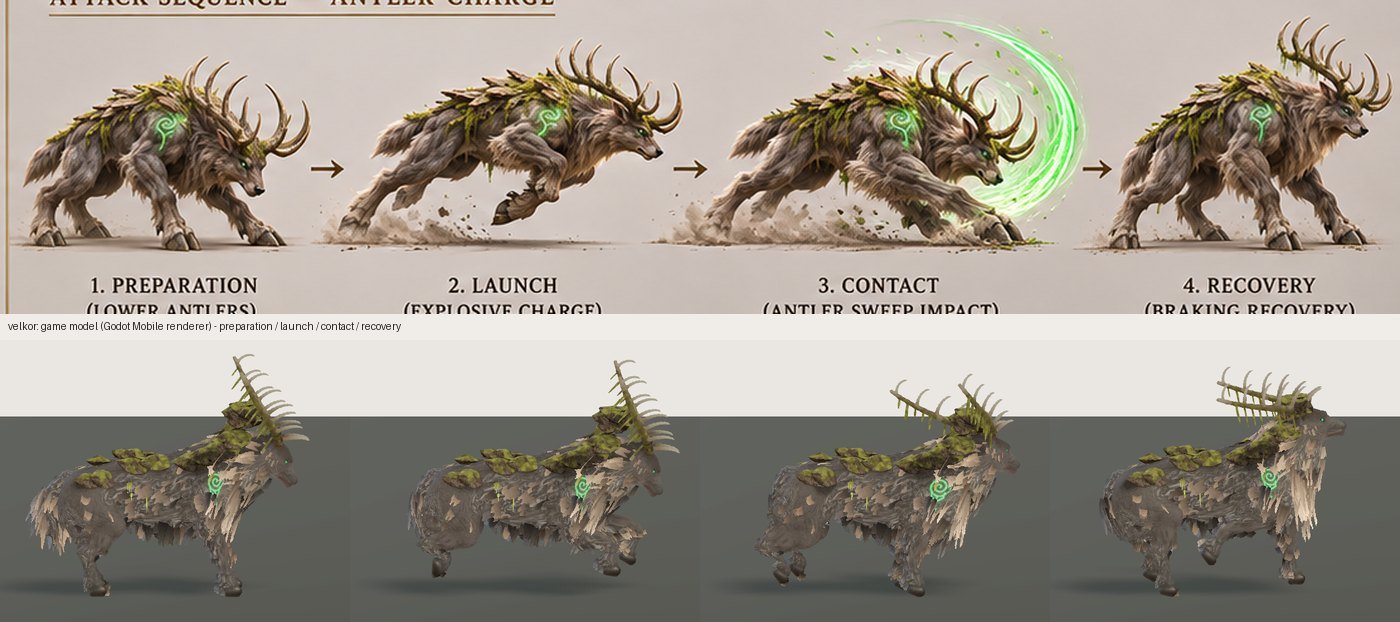 ATTACK SEQUENCE — ANTLER CHARGE
1. PREPARATION
(LOWER ANTLERS)
2. LAUNCH
(EXPLOSIVE CHARGE)
3. CONTACT
(ANTLER SWEEP IMPACT)
4. RECOVERY
(BRAKING RECOVERY)
velkor: game model (Godot Mobile renderer) - preparation / launch / contact / recovery